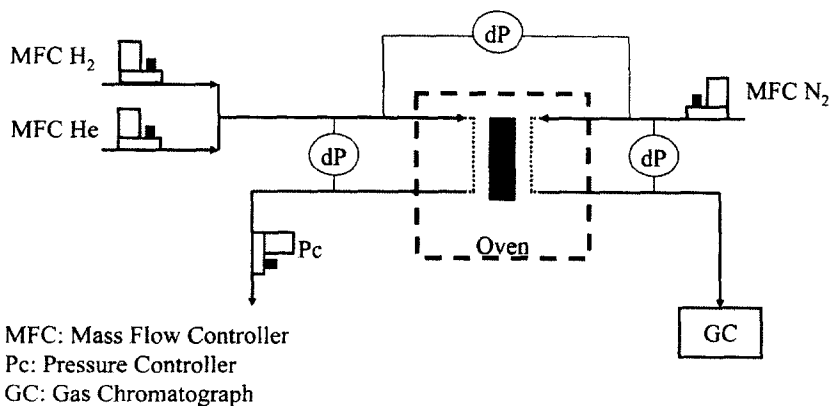 dP
MFC H₂
MFC N₂
MFC He
dP
dP
Pc
Oven
MFC: Mass Flow Controller
Pc: Pressure Controller
GC: Gas Chromatograph
GC